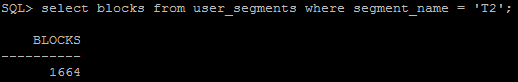 SQL> select blocks from user_segments where segment_name = 'T2';
BLOCKS
----------
1664